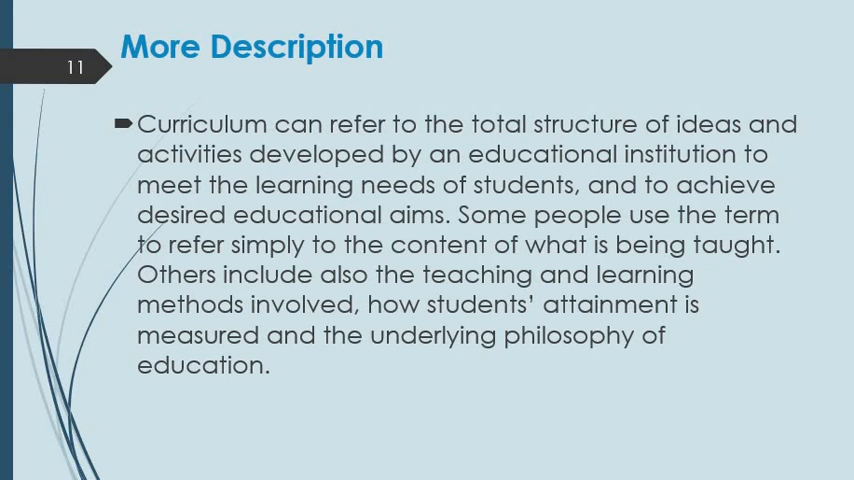 More Description
11
Curriculum can refer to the total structure of ideas and
activities developed by an educational institution to
meet the learning needs of students, and to achieve
desired educational aims. Some people use the term
to refer simply to the content of what is being taught.
Others include also the teaching and learning
methods involved, how students’ attainment is
measured and the underlying philosophy of
education.